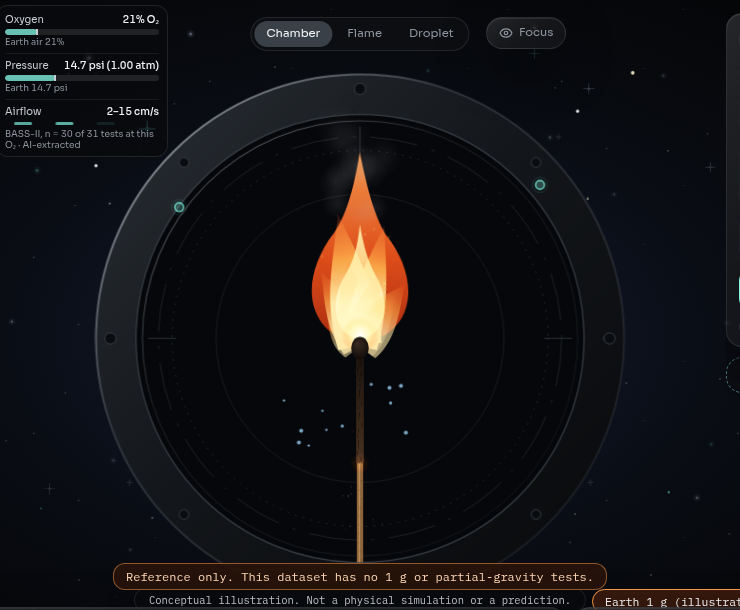 Oxygen 21% O₂
Earth air 21%
Pressure 14.7 psi (1.00 atm)
Earth 14.7 psi
Airflow 2–15 cm/s
BASS-II, n = 30 of 31 tests at this
O₂ · AI-extracted
Chamber Flame Droplet Focus
Reference only. This dataset has no 1 g or partial-gravity tests.
Conceptual illustration. Not a physical simulation or a prediction.
Earth 1 g (illustrat